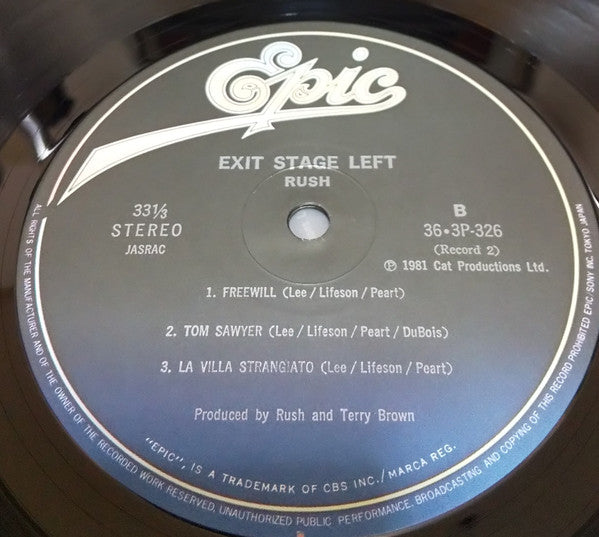 Epic
EXIT STAGE LEFT
RUSH
33⅓
STEREO
JASRAC
B
36•3P-326
(Record 2)
℗ 1981 Cat Productions Ltd.
1. FREEWILL (Lee / Lifeson / Peart)
2. TOM SAWYER (Lee / Lifeson / Peart / DuBois)
3. LA VILLA STRANGIATO (Lee / Lifeson / Peart)
Produced by Rush and Terry Brown
"EPIC", IS A TRADEMARK OF CBS INC./MARCA REG.
ALL RIGHTS OF THE MANUFACTURER AND OF THE OWNER OF THE RECORDED WORK RESERVED, UNAUTHORIZED PUBLIC PERFORMANCE, BROADCASTING AND COPYING OF THIS RECORD PROHIBITED EPIC/SONY INC. TOKYO JAPAN